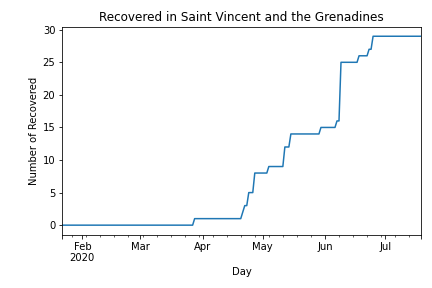 Recovered in Saint Vincent and the Grenadines
Number of Recovered
30
25
20
15
10
5
0
Feb Mar Apr May Jun Jul
2020
Day